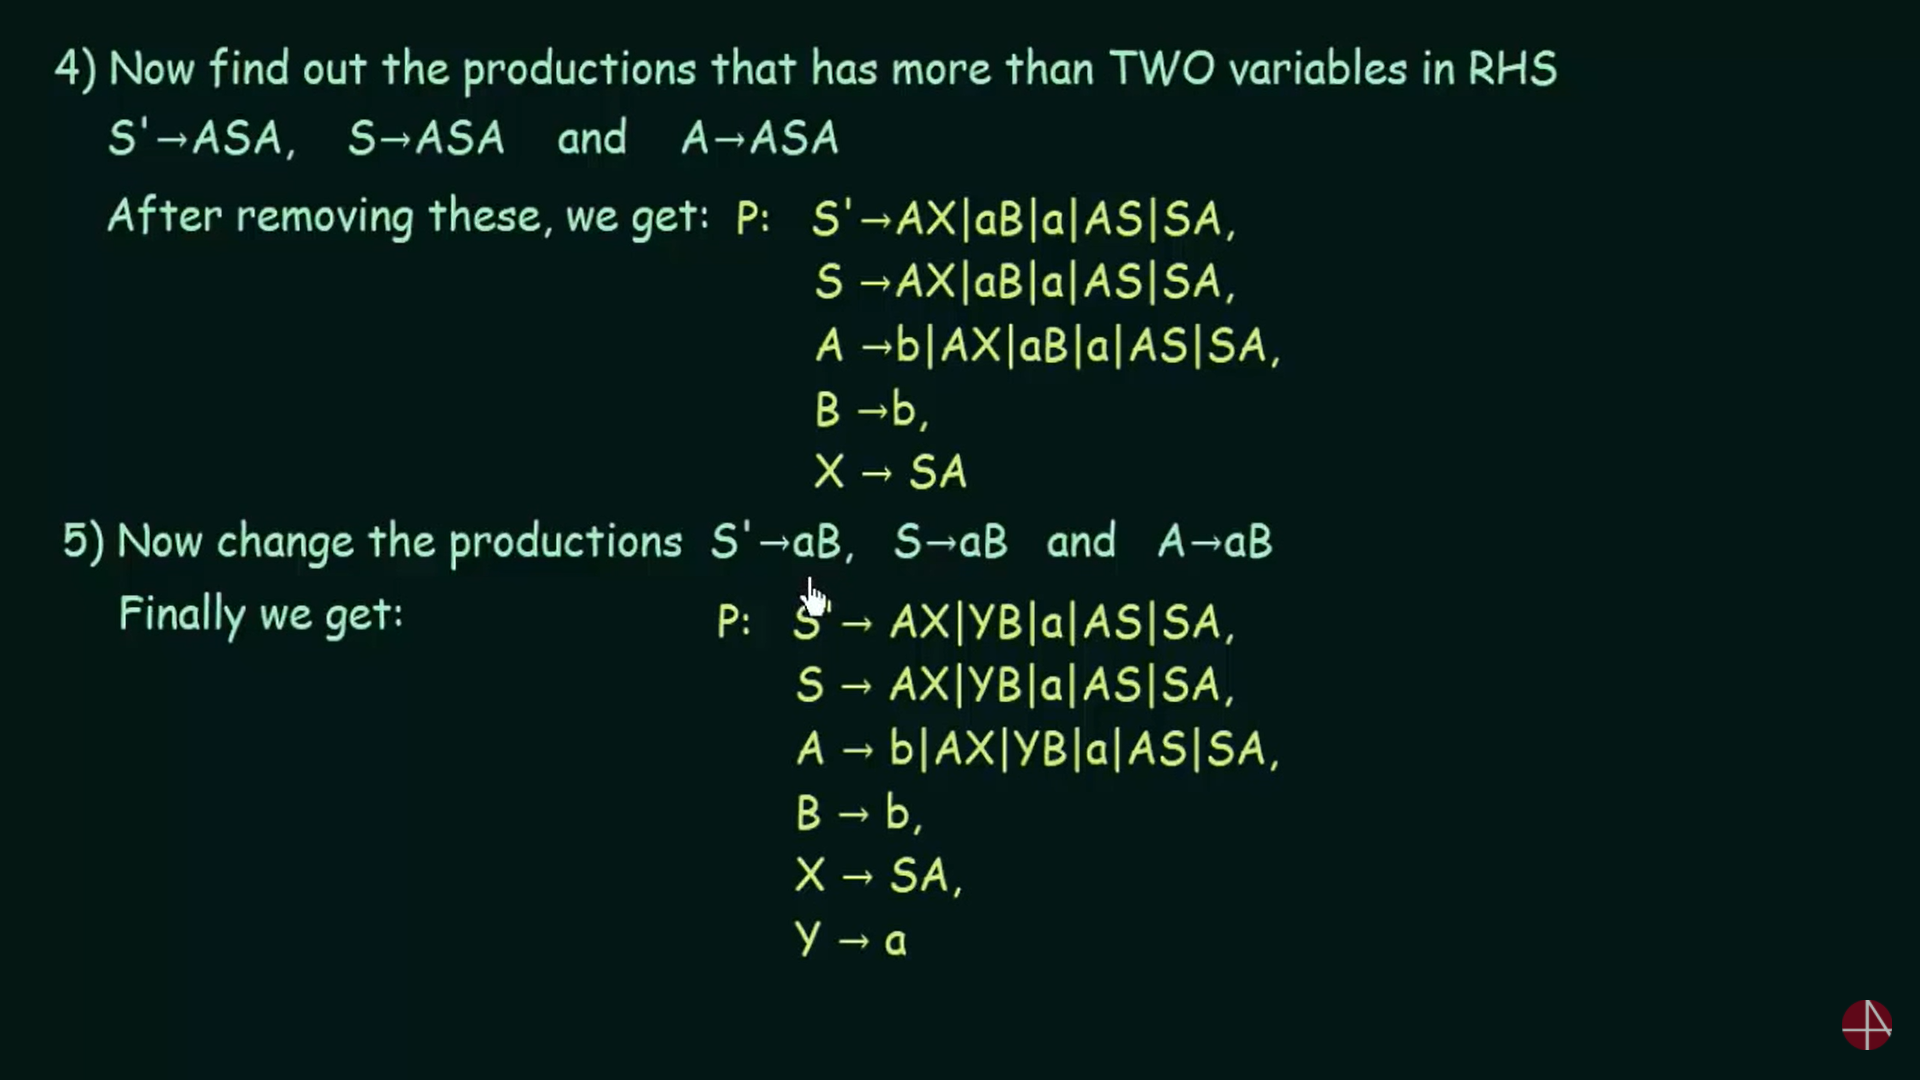 4) Now find out the productions that has more than TWO variables in RHS
S'→ASA, S→ASA and A→ASA
After removing these, we get: P: S'→AX|aB|a|AS|SA,
S →AX|aB|a|AS|SA,
A →b|AX|aB|a|AS|SA,
B →b,
X → SA
5) Now change the productions S'→aB, S→aB and A→aB
Finally we get: P: S' → AX|YB|a|AS|SA,
S → AX|YB|a|AS|SA,
A → b|AX|YB|a|AS|SA,
B → b,
X → SA,
Y → a